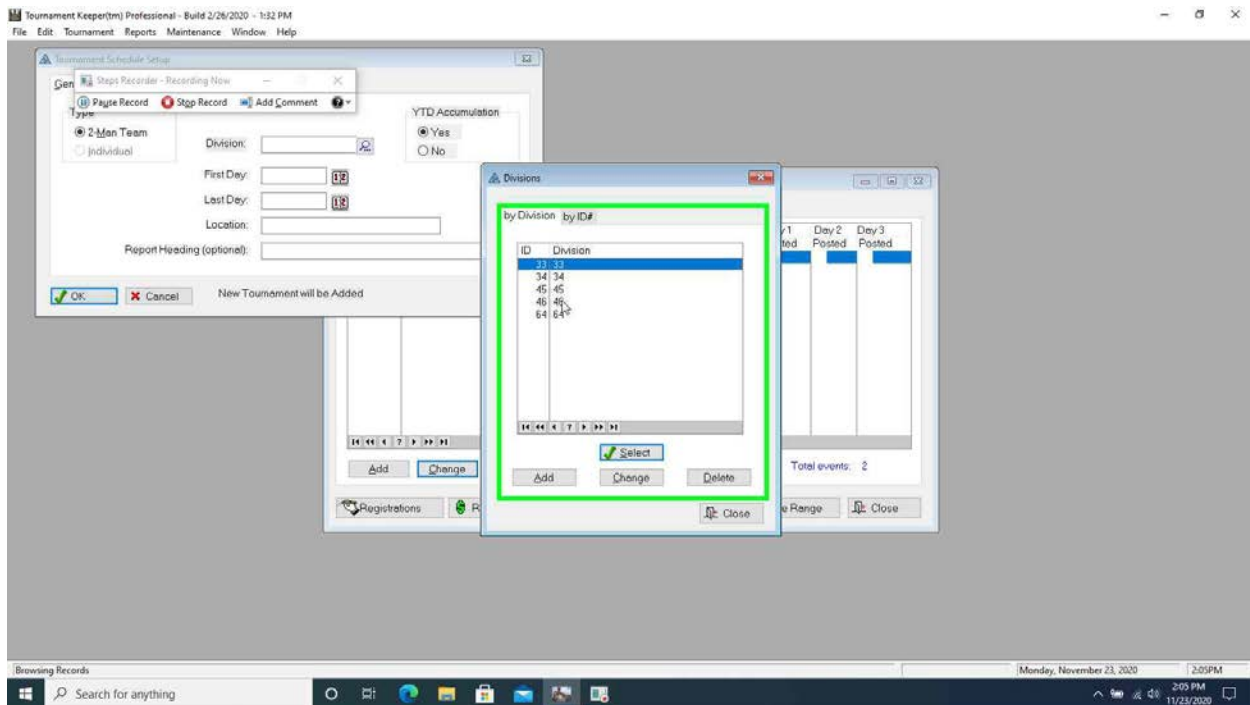 Tournament Keeper(tm) Professional - Build 2/26/2020 - 1:32 PM
File Edit Tournament Reports Maintenance Window Help
Tournament Schedule Setup
Gen
Steps Recorder - Recording Now
Pause Record Stop Record Add Comment
Type
2-Man Team
Individual
Division:
First Day:
Last Day:
Location:
Report Heading (optional):
YTD Accumulation
Yes
No
OK Cancel New Tournament will be Added
Divisions
by Division by ID#
ID Division
33 33
34 34
45 45
46 46
64 64
Select
Add Change Delete
Close
Day 2 Day 3
Posted Posted
Add Change
Total events: 2
Registrations
e Range Close
Browsing Records
Monday, November 23, 2020 2:05PM
Search for anything
2:05 PM
11/23/2020